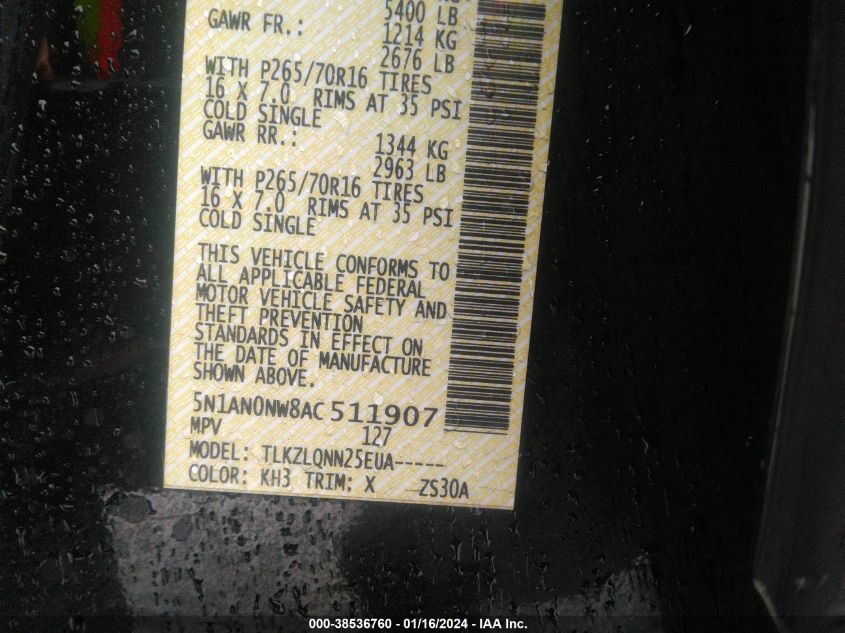 5400 LB
GAWR FR.: 1214 KG
2676 LB
WITH P265/70R16 TIRES
16 X 7.0 RIMS AT 35 PSI
COLD SINGLE
GAWR RR.: 1344 KG
2963 LB
WITH P265/70R16 TIRES
16 X 7.0 RIMS AT 35 PSI
COLD SINGLE
THIS VEHICLE CONFORMS TO
ALL APPLICABLE FEDERAL
MOTOR VEHICLE SAFETY AND
THEFT PREVENTION
STANDARDS IN EFFECT ON
THE DATE OF MANUFACTURE
SHOWN ABOVE.
5N1AN0NW8AC 511907
MPV 127
MODEL: TLKZLQNN25EUA-----
COLOR: KH3 TRIM: X ZS30A
000-38536760 - 01/16/2024 - IAA Inc.